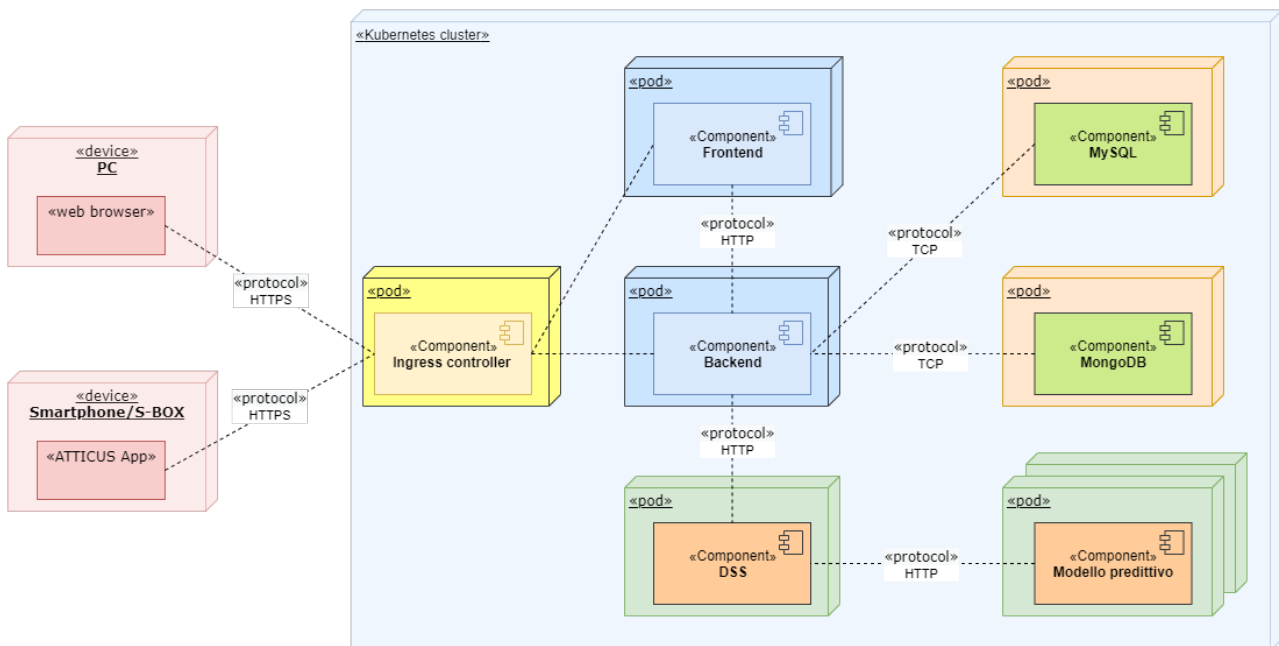 «Kubernetes cluster»
«pod»
«Component»
Frontend
«pod»
«Component»
MySQL
«device»
PC
«web browser»
«protocol»
HTTP
«protocol»
TCP
«protocol»
HTTPS
«pod»
«Component»
Ingress controller
«pod»
«Component»
Backend
«protocol»
TCP
«pod»
«Component»
MongoDB
«device»
Smartphone/S-BOX
«ATTICUS App»
«protocol»
HTTPS
«protocol»
HTTP
«pod»
«Component»
DSS
«protocol»
HTTP
«pod»
«Component»
Modello predittivo